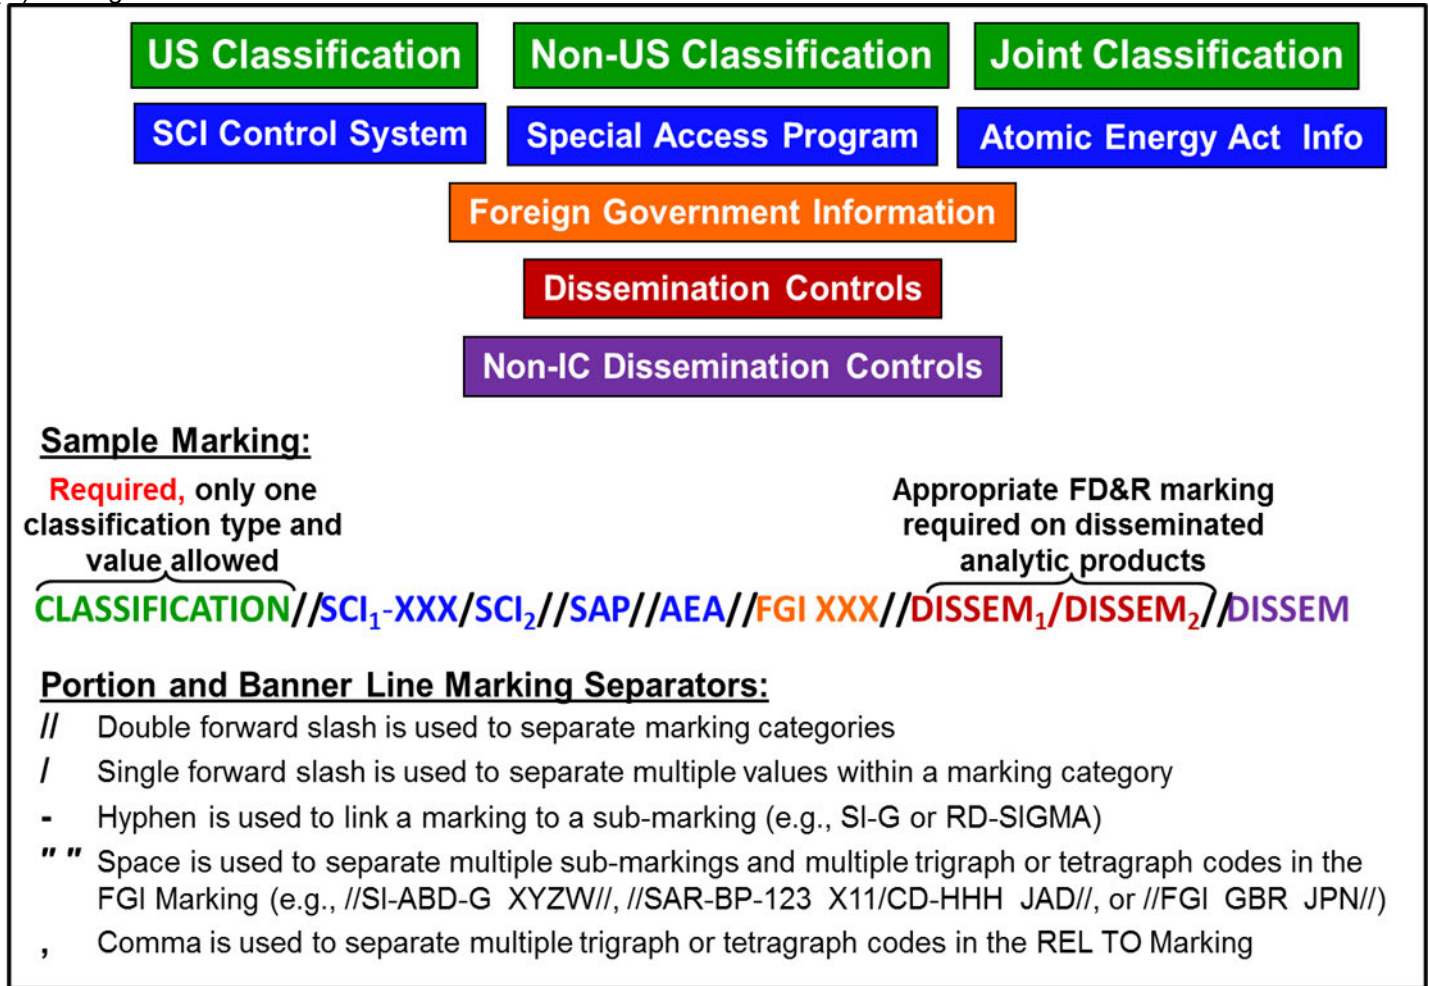 US Classification
Non-US Classification
Joint Classification
SCI Control System
Special Access Program
Atomic Energy Act Info
Foreign Government Information
Dissemination Controls
Non-IC Dissemination Controls
Sample Marking:
Required, only one
classification type and
value allowed
Appropriate FD&R marking
required on disseminated
analytic products
CLASSIFICATION//SCI1-XXX/SCI2//SAP//AEA//FGI XXX//DISSEM1/DISSEM2//DISSEM
Portion and Banner Line Marking Separators:
// Double forward slash is used to separate marking categories
/ Single forward slash is used to separate multiple values within a marking category
- Hyphen is used to link a marking to a sub-marking (e.g., SI-G or RD-SIGMA)
" " Space is used to separate multiple sub-markings and multiple trigraph or tetragraph codes in the
FGI Marking (e.g., //SI-ABD-G XYZW//, //SAR-BP-123 X11/CD-HHH JAD//, or //FGI GBR JPN//)
, Comma is used to separate multiple trigraph or tetragraph codes in the REL TO Marking